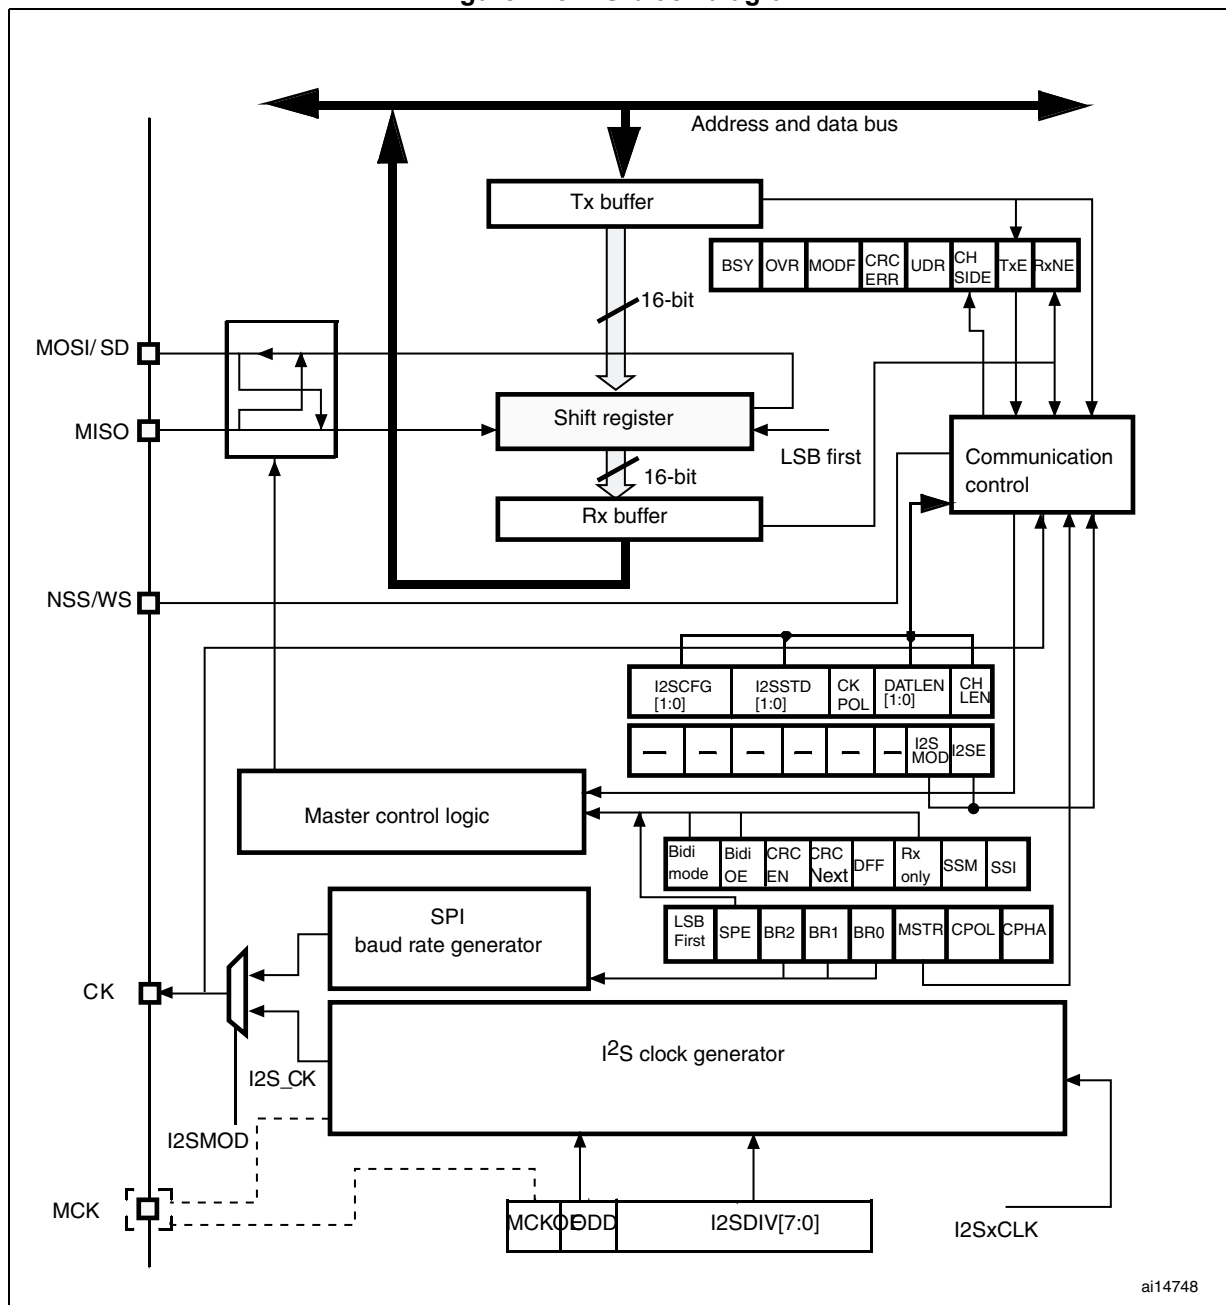 Address and data bus
Tx buffer
BSY OVR MODF CRC ERR UDR CH SIDE TxE RxNE
16-bit
MOSI/ SD
MISO
Shift register
LSB first
Communication
control
16-bit
Rx buffer
NSS/WS
I2SCFG [1:0] I2SSTD [1:0] CK POL DATLEN [1:0] CH LEN
— — — — — — I2S MOD I2SE
Master control logic
Bidi mode Bidi OE CRC EN CRC Next DFF Rx only SSM SSI
LSB First SPE BR2 BR1 BR0 MSTR CPOL CPHA
SPI
baud rate generator
CK
I2S clock generator
I2S_CK
I2SMOD
MCK
MCKOE ODD I2SDIV[7:0]
I2SxCLK
ai14748